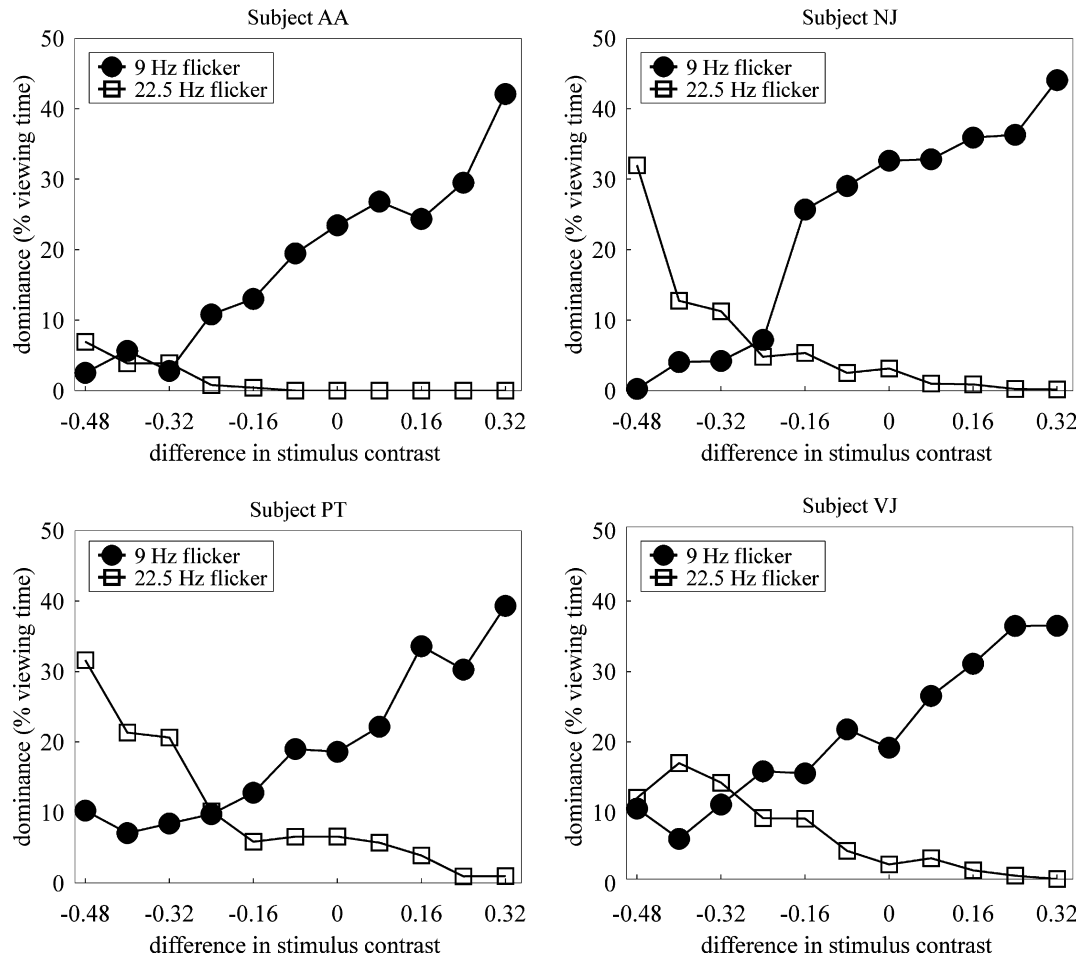 Subject AA
50
40
30
20
10
0
dominance (% viewing time)
9 Hz flicker
22.5 Hz flicker
-0.48 -0.32 -0.16 0 0.16 0.32
difference in stimulus contrast
Subject NJ
50
40
30
20
10
0
dominance (% viewing time)
9 Hz flicker
22.5 Hz flicker
-0.48 -0.32 -0.16 0 0.16 0.32
difference in stimulus contrast
Subject PT
50
40
30
20
10
0
dominance (% viewing time)
9 Hz flicker
22.5 Hz flicker
-0.48 -0.32 -0.16 0 0.16 0.32
difference in stimulus contrast
Subject VJ
50
40
30
20
10
0
dominance (% viewing time)
9 Hz flicker
22.5 Hz flicker
-0.48 -0.32 -0.16 0 0.16 0.32
difference in stimulus contrast